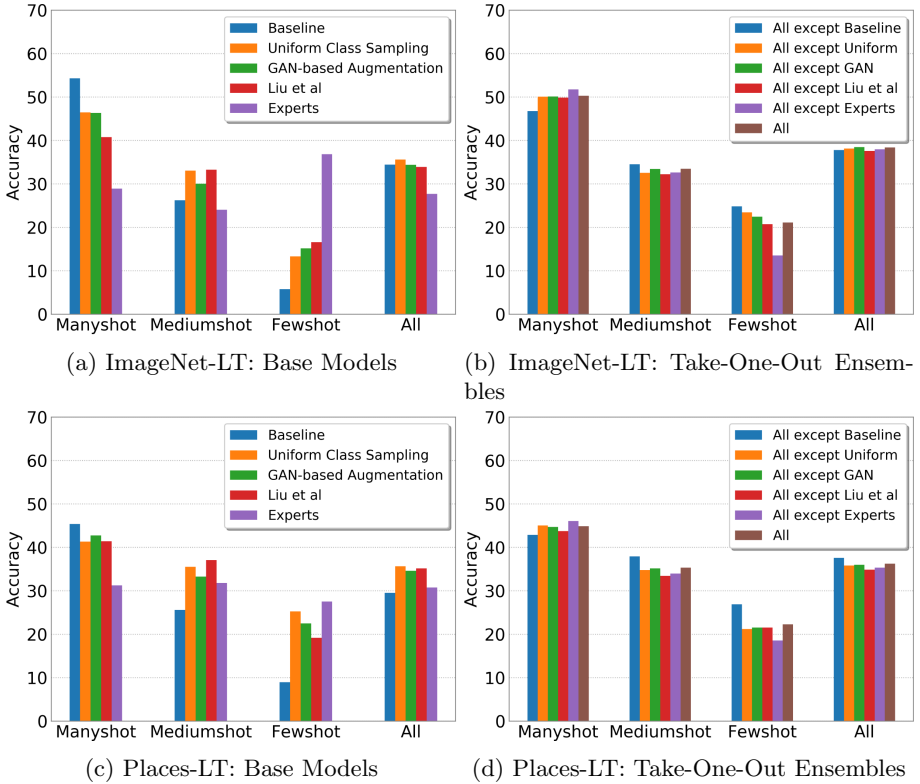 70
60
50
40
30
20
10
0
Accuracy
Baseline
Uniform Class Sampling
GAN-based Augmentation
Liu et al
Experts
Manyshot Mediumshot Fewshot All
(a) ImageNet-LT: Base Models
70
60
50
40
30
20
10
0
Accuracy
All except Baseline
All except Uniform
All except GAN
All except Liu et al
All except Experts
All
Manyshot Mediumshot Fewshot All
(b) ImageNet-LT: Take-One-Out Ensem-
bles
70
60
50
40
30
20
10
0
Accuracy
Baseline
Uniform Class Sampling
GAN-based Augmentation
Liu et al
Experts
Manyshot Mediumshot Fewshot All
(c) Places-LT: Base Models
70
60
50
40
30
20
10
0
Accuracy
All except Baseline
All except Uniform
All except GAN
All except Liu et al
All except Experts
All
Manyshot Mediumshot Fewshot All
(d) Places-LT: Take-One-Out Ensembles